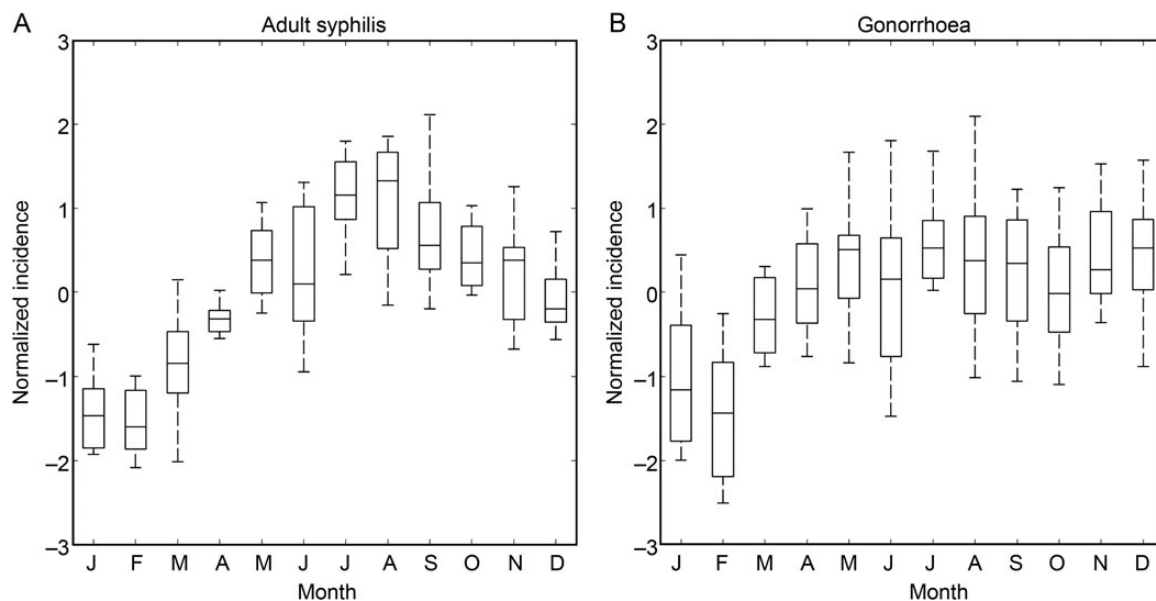 A
Adult syphilis
3
2
1
0
–1
–2
–3
Normalized incidence
J F M A M J J A S O N D
Month
B
Gonorrhoea
3
2
1
0
–1
–2
–3
Normalized incidence
J F M A M J J A S O N D
Month